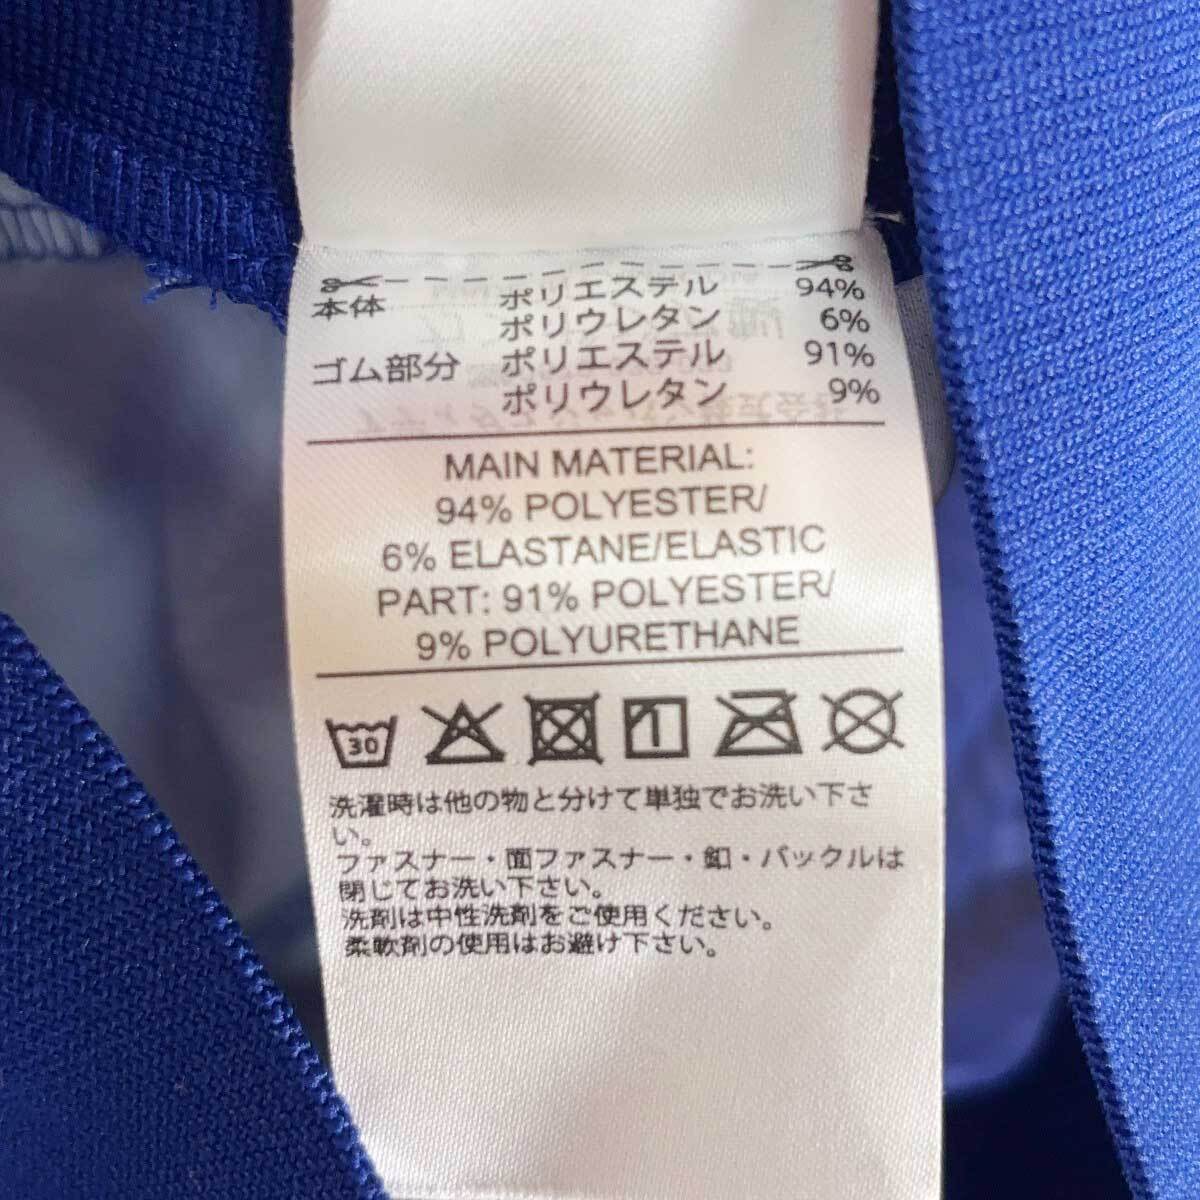 本体 ポリエステル 94%
ポリウレタン 6%
ゴム部分 ポリエステル 91%
ポリウレタン 9%
MAIN MATERIAL:
94% POLYESTER/
6% ELASTANE/ELASTIC
PART: 91% POLYESTER/
9% POLYURETHANE
30
洗濯時は他の物と分けて単独でお洗い下さ
い。
ファスナー・面ファスナー・釦・バックルは
閉じてお洗い下さい。
洗剤は中性洗剤をご使用ください。
柔軟剤の使用はお避け下さい。